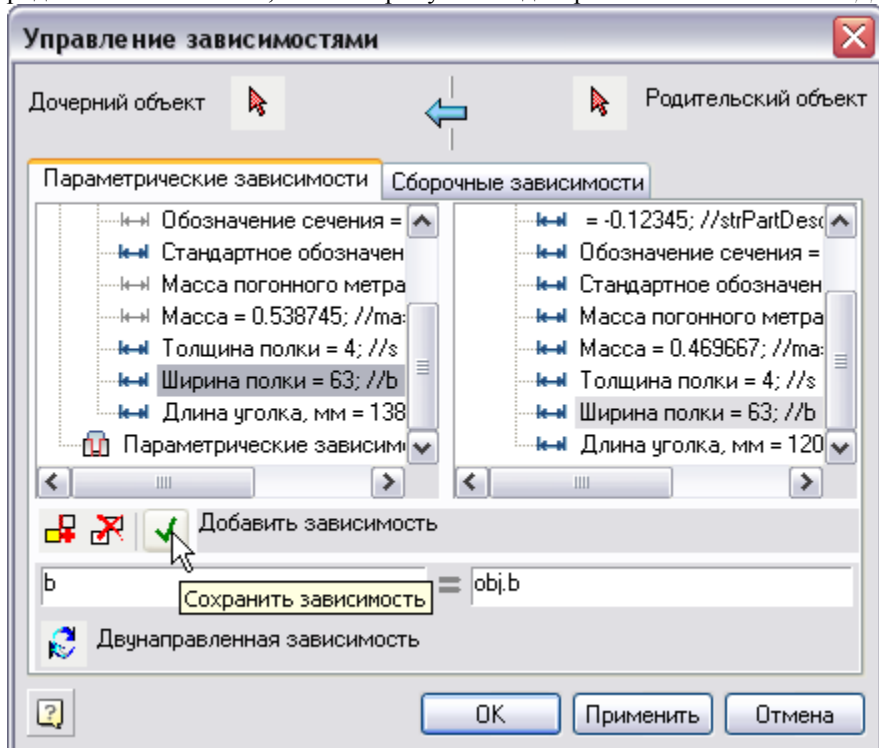 Управление зависимостями
Дочерний объект
Родительский объект
Параметрические зависимости
Сборочные зависимости
Обозначение сечения =
Стандартное обозначен
Масса погонного метра
Масса = 0.538745; //ma
Толщина полки = 4; //s
Ширина полки = 63; //b
Длина уголка, мм = 138
Параметрические зависим
= -0.12345; //strPartDesc
Обозначение сечения =
Стандартное обозначен
Масса погонного метра
Масса = 0.469667; //ma
Толщина полки = 4; //s
Ширина полки = 63; //b
Длина уголка, мм = 120
Добавить зависимость
b
=
obj.b
Сохранить зависимость
Двунаправленная зависимость
?
OK
Применить
Отмена